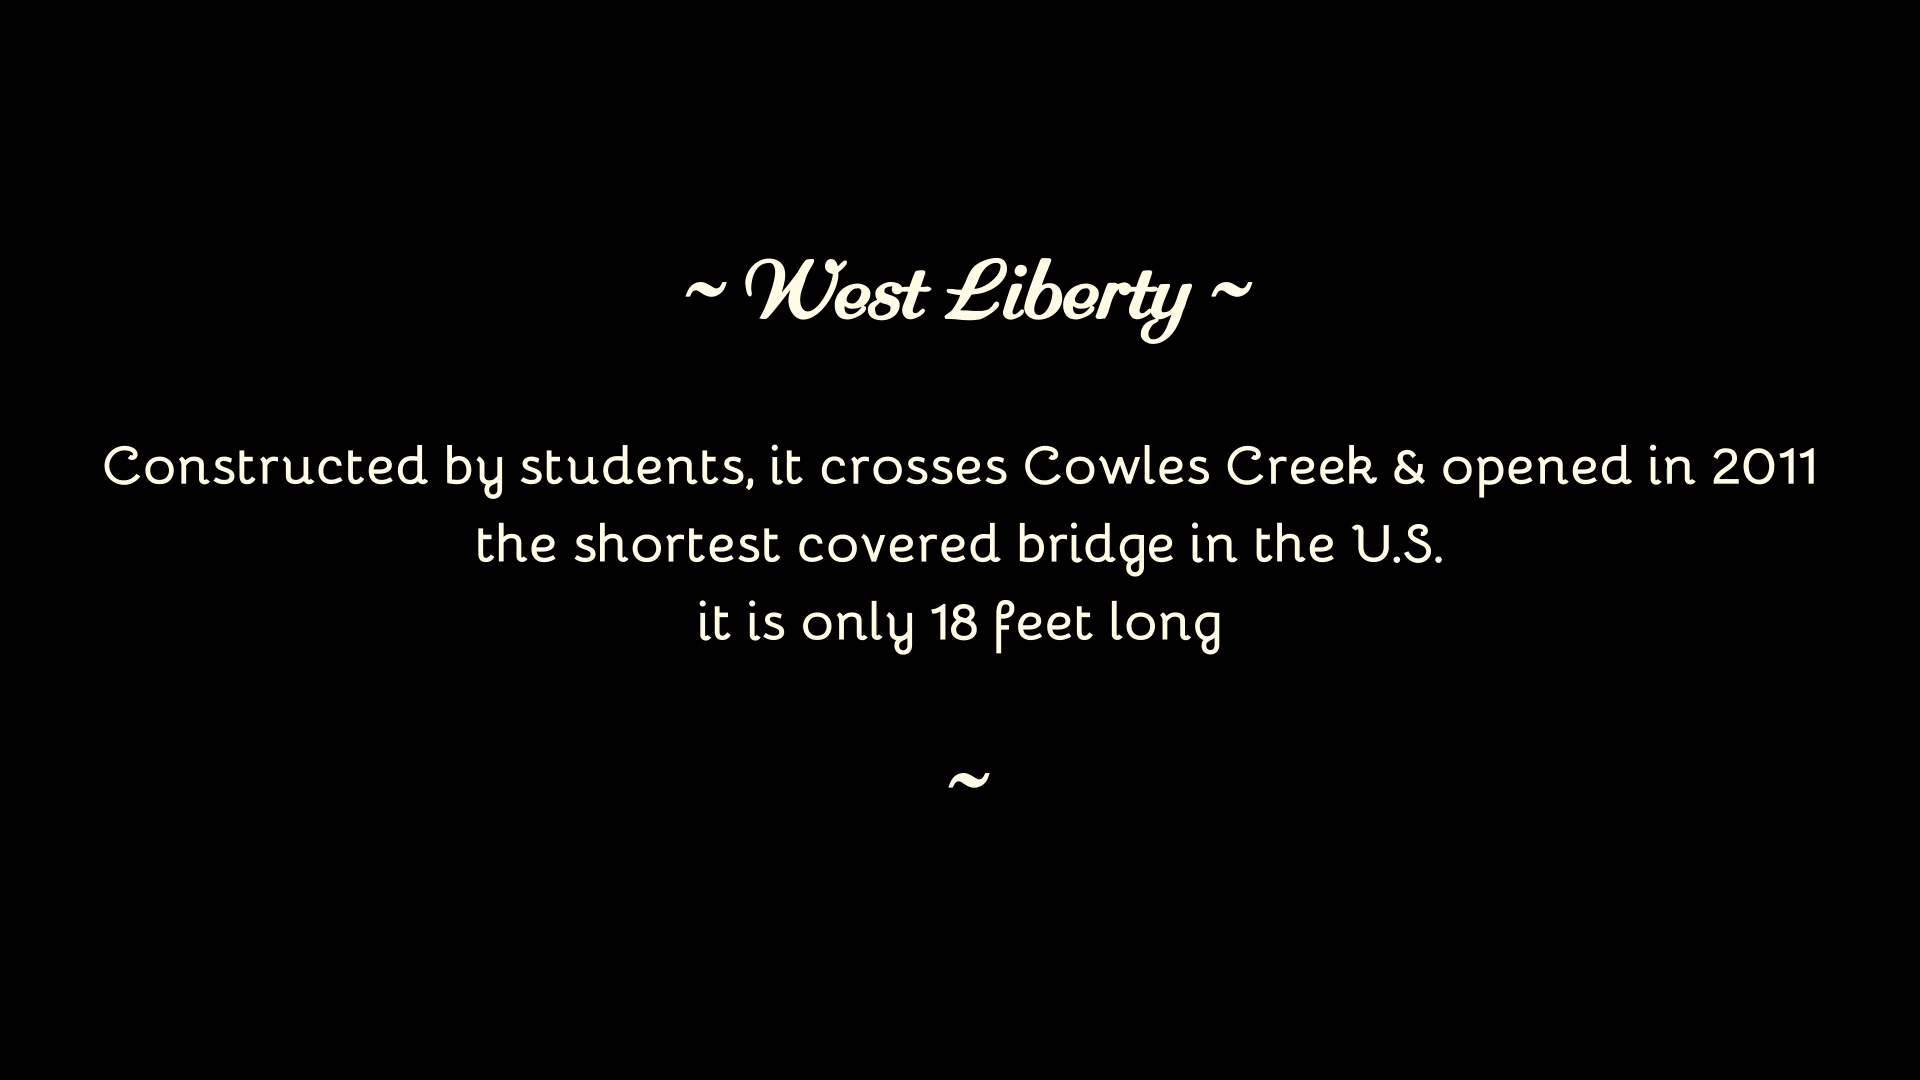 ~ West Liberty ~
Constructed by students, it crosses Cowles Creek & opened in 2011
the shortest covered bridge in the U.S.
it is only 18 feet long
~